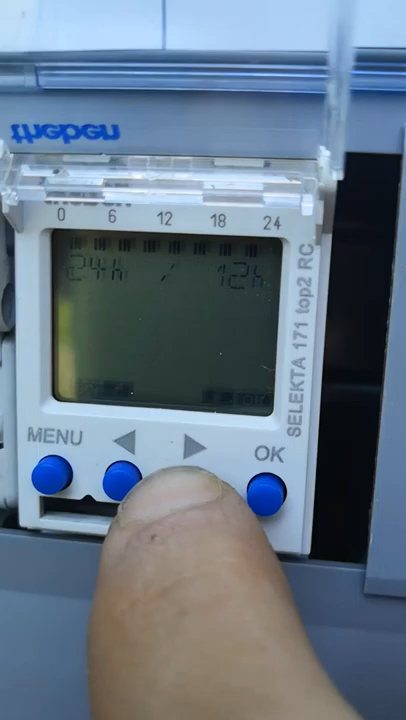 theben
0 6 12 18 24
24h / 12h
SELEKTA 171 top2 RC
MENU
OK